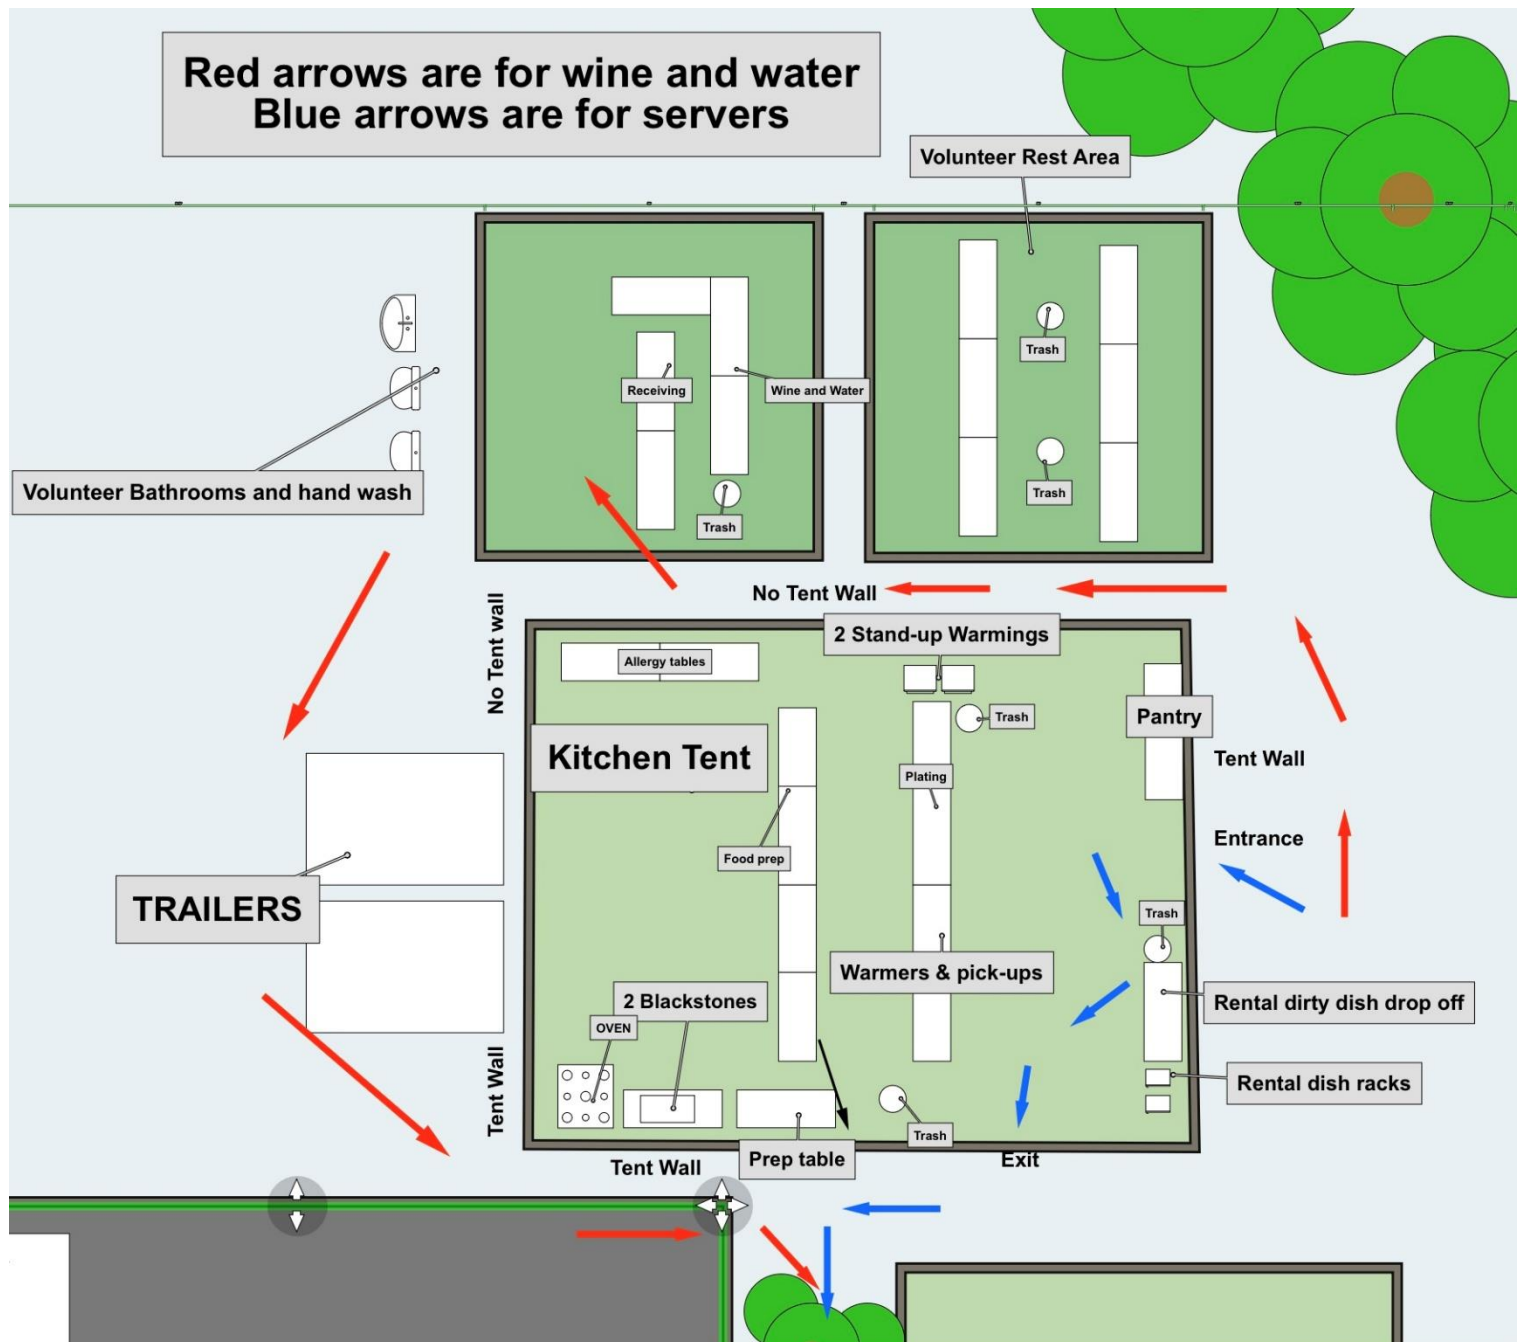 Red arrows are for wine and water
Blue arrows are for servers
Volunteer Rest Area
Trash
Receiving
Wine and Water
Volunteer Bathrooms and hand wash
Trash
Trash
No Tent Wall
No Tent wall
2 Stand-up Warmings
Allergy tables
Pantry
Trash
Kitchen Tent
Tent Wall
Plating
Entrance
Food prep
TRAILERS
Trash
Warmers & pick-ups
2 Blackstones
Rental dirty dish drop off
OVEN
Tent Wall
Rental dish racks
Trash
Prep table
Exit
Tent Wall